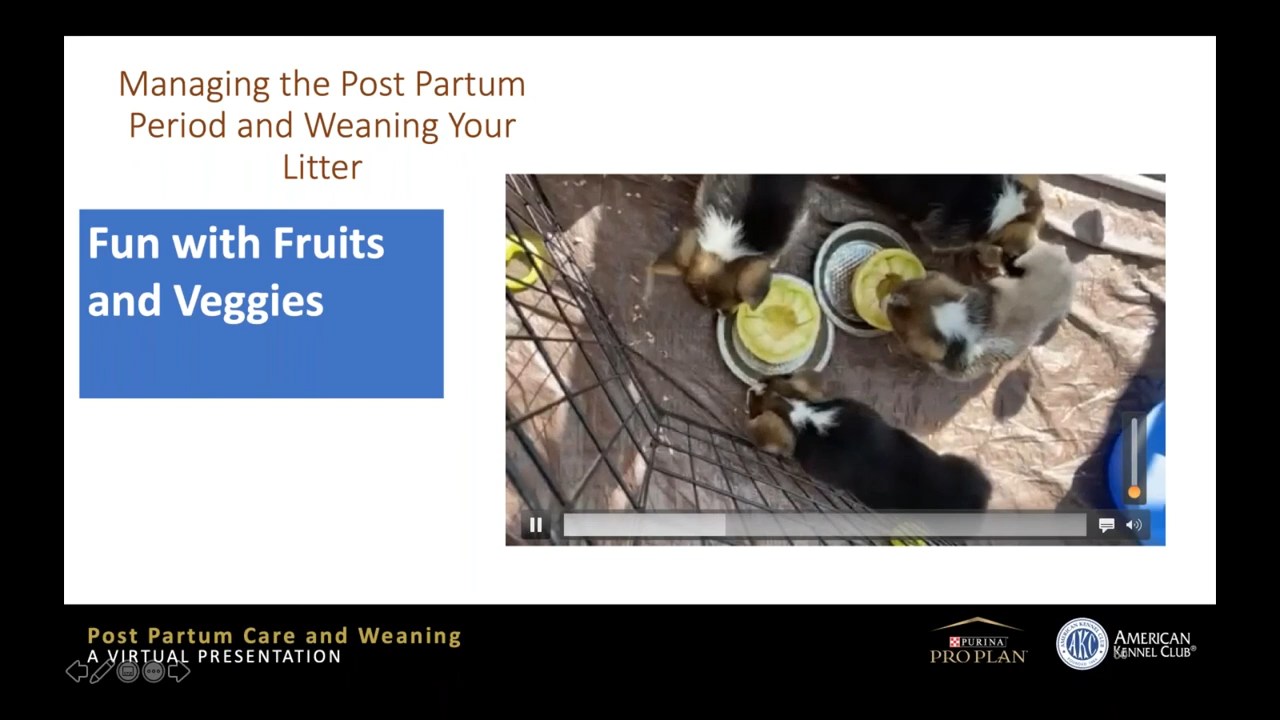 Managing the Post Partum
Period and Weaning Your
Litter
Fun with Fruits
and Veggies
Post Partum Care and Weaning
A VIRTUAL PRESENTATION
PURINA
PRO PLAN
AKC
AMERICAN
KENNEL CLUB®